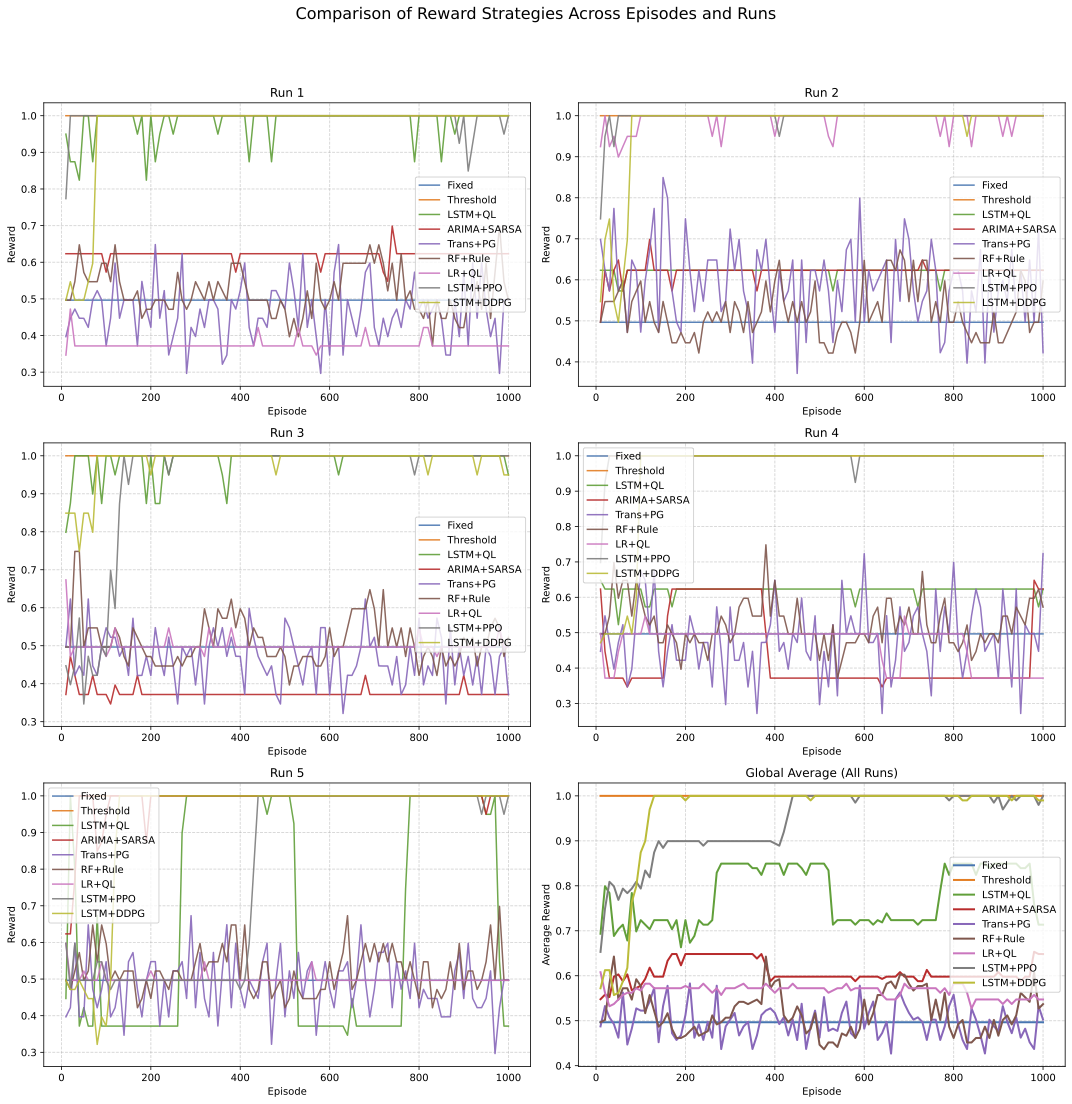 Comparison of Reward Strategies Across Episodes and Runs
Run 1
1.0
0.9
0.8
0.7
0.6
0.5
0.4
0.3
Reward
0 200 400 600 800 1000
Episode
Fixed
Threshold
LSTM+QL
ARIMA+SARSA
Trans+PG
RF+Rule
LR+QL
LSTM+PPO
LSTM+DDPG
Run 2
1.0
0.9
0.8
0.7
0.6
0.5
0.4
Reward
0 200 400 600 800 1000
Episode
Fixed
Threshold
LSTM+QL
ARIMA+SARSA
Trans+PG
RF+Rule
LR+QL
LSTM+PPO
LSTM+DDPG
Run 3
1.0
0.9
0.8
0.7
0.6
0.5
0.4
0.3
Reward
0 200 400 600 800 1000
Episode
Fixed
Threshold
LSTM+QL
ARIMA+SARSA
Trans+PG
RF+Rule
LR+QL
LSTM+PPO
LSTM+DDPG
Run 4
1.0
0.9
0.8
0.7
0.6
0.5
0.4
0.3
Reward
0 200 400 600 800 1000
Episode
Fixed
Threshold
LSTM+QL
ARIMA+SARSA
Trans+PG
RF+Rule
LR+QL
LSTM+PPO
LSTM+DDPG
Run 5
1.0
0.9
0.8
0.7
0.6
0.5
0.4
0.3
Reward
0 200 400 600 800 1000
Episode
Fixed
Threshold
LSTM+QL
ARIMA+SARSA
Trans+PG
RF+Rule
LR+QL
LSTM+PPO
LSTM+DDPG
Global Average (All Runs)
1.0
0.9
0.8
0.7
0.6
0.5
0.4
Average Reward
0 200 400 600 800 1000
Episode
Fixed
Threshold
LSTM+QL
ARIMA+SARSA
Trans+PG
RF+Rule
LR+QL
LSTM+PPO
LSTM+DDPG